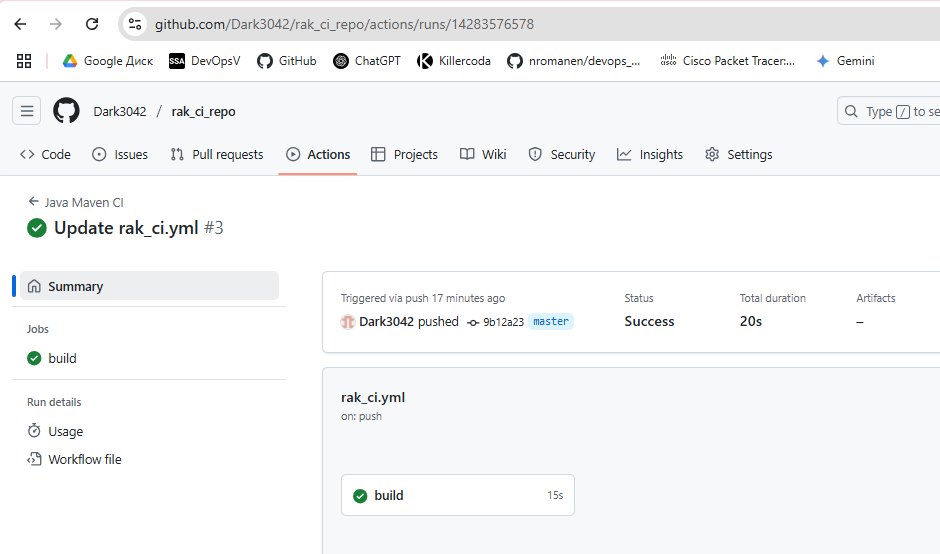 github.com/Dark3042/rak_ci_repo/actions/runs/14283576578
Google Диск SSA DevOpsV GitHub ChatGPT Killercoda nromanen/devops_... cisco Cisco Packet Tracer:... Gemini
Dark3042 / rak_ci_repo Type / to se
Code Issues Pull requests Actions Projects Wiki Security Insights Settings
← Java Maven CI
Update rak_ci.yml #3
Summary
Jobs
build
Run details
Usage
Workflow file
Triggered via push 17 minutes ago Status Total duration Artifacts
Dark3042 pushed 9b12a23 master Success 20s –
rak_ci.yml
on: push
build 15s